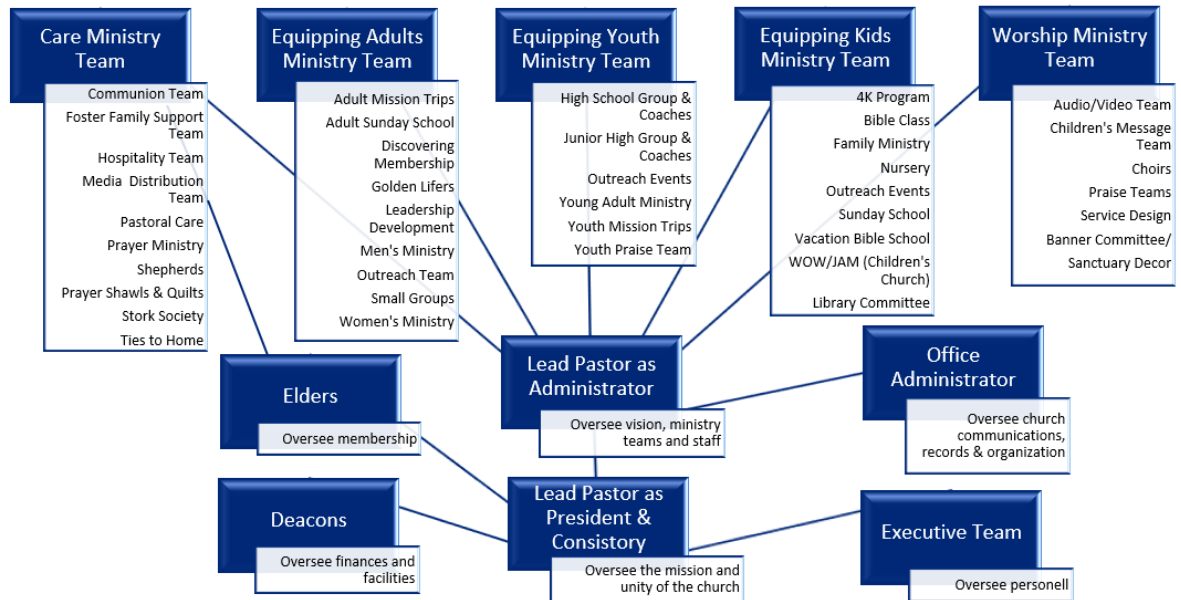 Care Ministry
Team
Communion Team
Foster Family Support
Team
Hospitality Team
Media Distribution
Team
Pastoral Care
Prayer Ministry
Shepherds
Prayer Shawls & Quilts
Stork Society
Ties to Home
Equipping Adults
Ministry Team
Adult Mission Trips
Adult Sunday School
Discovering
Membership
Golden Lifers
Leadership
Development
Men's Ministry
Outreach Team
Small Groups
Women's Ministry
Equipping Youth
Ministry Team
High School Group &
Coaches
Junior High Group &
Coaches
Outreach Events
Young Adult Ministry
Youth Mission Trips
Youth Praise Team
Equipping Kids
Ministry Team
4K Program
Bible Class
Family Ministry
Nursery
Outreach Events
Sunday School
Vacation Bible School
WOW/JAM (Children's
Church)
Library Committee
Worship Ministry
Team
Audio/Video Team
Children's Message
Team
Choirs
Praise Teams
Service Design
Banner Committee/
Sanctuary Decor
Elders
Oversee membership
Lead Pastor as
Administrator
Oversee vision, ministry
teams and staff
Office
Administrator
Oversee church
communications,
records & organization
Deacons
Oversee finances and
facilities
Lead Pastor as
President &
Consistory
Oversee the mission and
unity of the church
Executive Team
Oversee personell